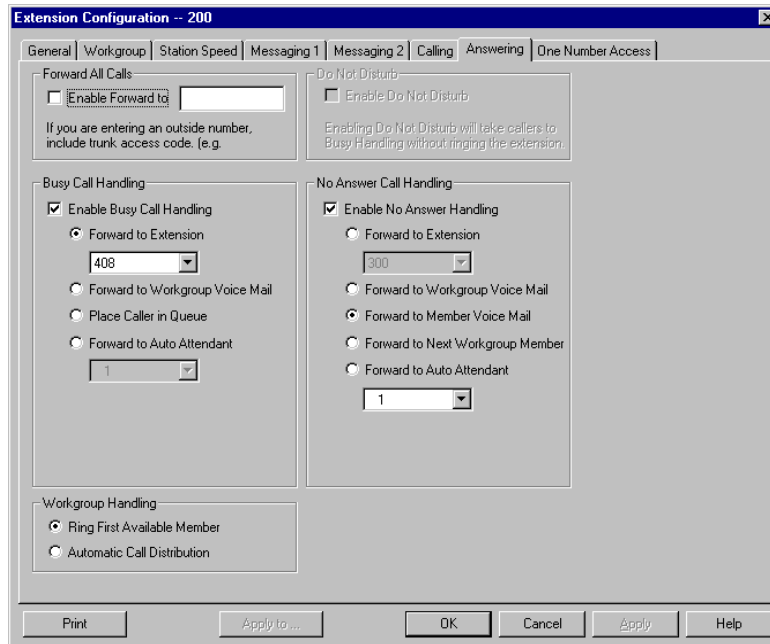 Extension Configuration -- 200
General Workgroup Station Speed Messaging 1 Messaging 2 Calling Answering One Number Access
Forward All Calls
Enable Forward to
If you are entering an outside number,
include trunk access code. (e.g.
Do Not Disturb
Enable Do Not Disturb
Enabling Do Not Disturb will take callers to
Busy Handling without ringing the extension.
Busy Call Handling
Enable Busy Call Handling
Forward to Extension
408
Forward to Workgroup Voice Mail
Place Caller in Queue
Forward to Auto Attendant
1
No Answer Call Handling
Enable No Answer Handling
Forward to Extension
300
Forward to Workgroup Voice Mail
Forward to Member Voice Mail
Forward to Next Workgroup Member
Forward to Auto Attendant
1
Workgroup Handling
Ring First Available Member
Automatic Call Distribution
Print Apply to ... OK Cancel Apply Help